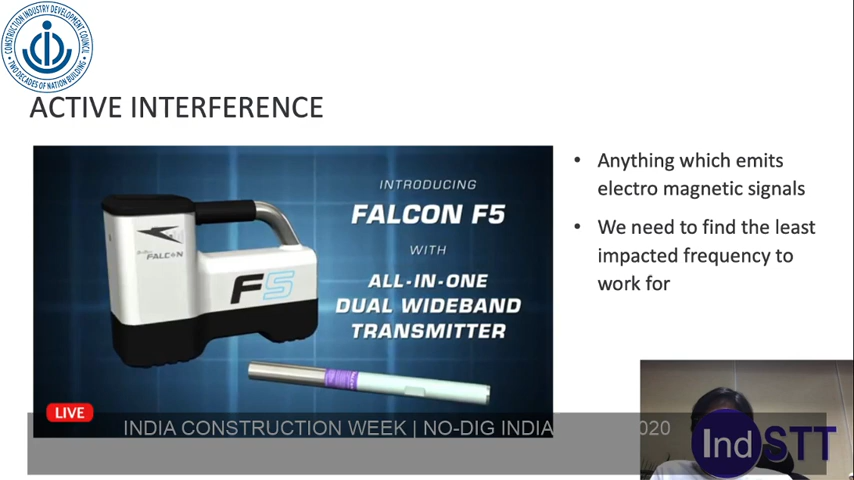 CONSTRUCTION INDUSTRY DEVELOPMENT COUNCIL
TWO DECADES OF NATION BUILDING
ACTIVE INTERFERENCE
INTRODUCING
FALCON F5
WITH
ALL-IN-ONE
DUAL WIDEBAND
TRANSMITTER
FALCON
F5
• Anything which emits
electro magnetic signals
• We need to find the least
impacted frequency to
work for
LIVE
INDIA CONSTRUCTION WEEK | NO-DIG INDIA
020
IndSTT